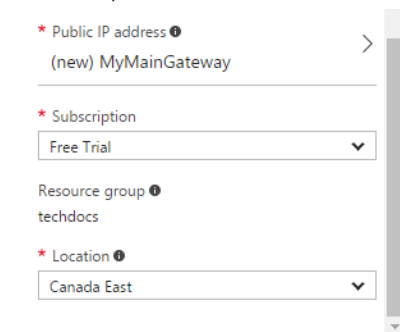 * Public IP address
(new) MyMainGateway
* Subscription
Free Trial
Resource group
techdocs
* Location
Canada East